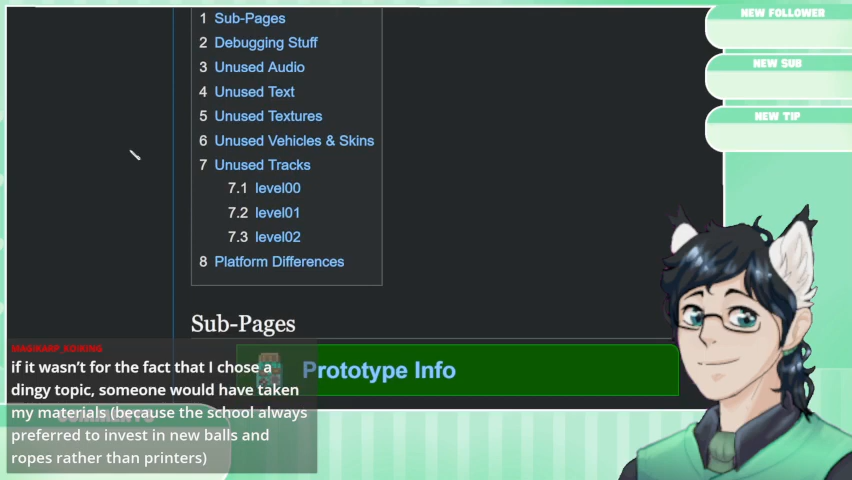 NEW FOLLOWER
NEW SUB
NEW TIP
1 Sub-Pages
2 Debugging Stuff
3 Unused Audio
4 Unused Text
5 Unused Textures
6 Unused Vehicles & Skins
7 Unused Tracks
7.1 level00
7.2 level01
7.3 level02
8 Platform Differences
Sub-Pages
Prototype Info
MAGIKARP_KOIKING
if it wasn't for the fact that I chose a
dingy topic, someone would have taken
my materials (because the school always
preferred to invest in new balls and
ropes rather than printers)